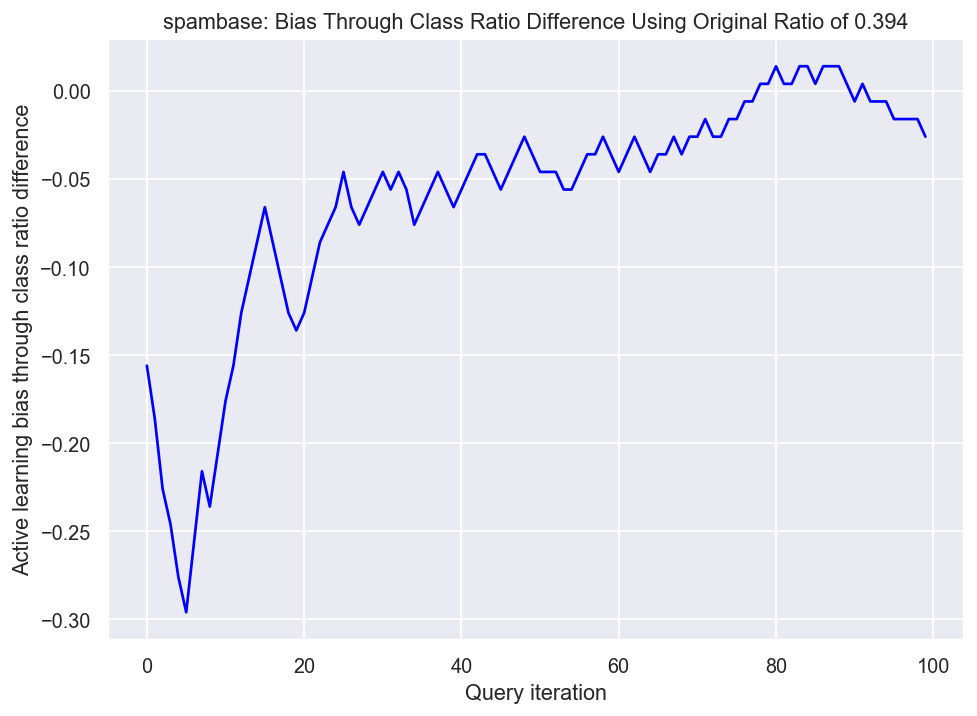 spambase: Bias Through Class Ratio Difference Using Original Ratio of 0.394
Active learning bias through class ratio difference
0.00
−0.05
−0.10
−0.15
−0.20
−0.25
−0.30
0 20 40 60 80 100
Query iteration